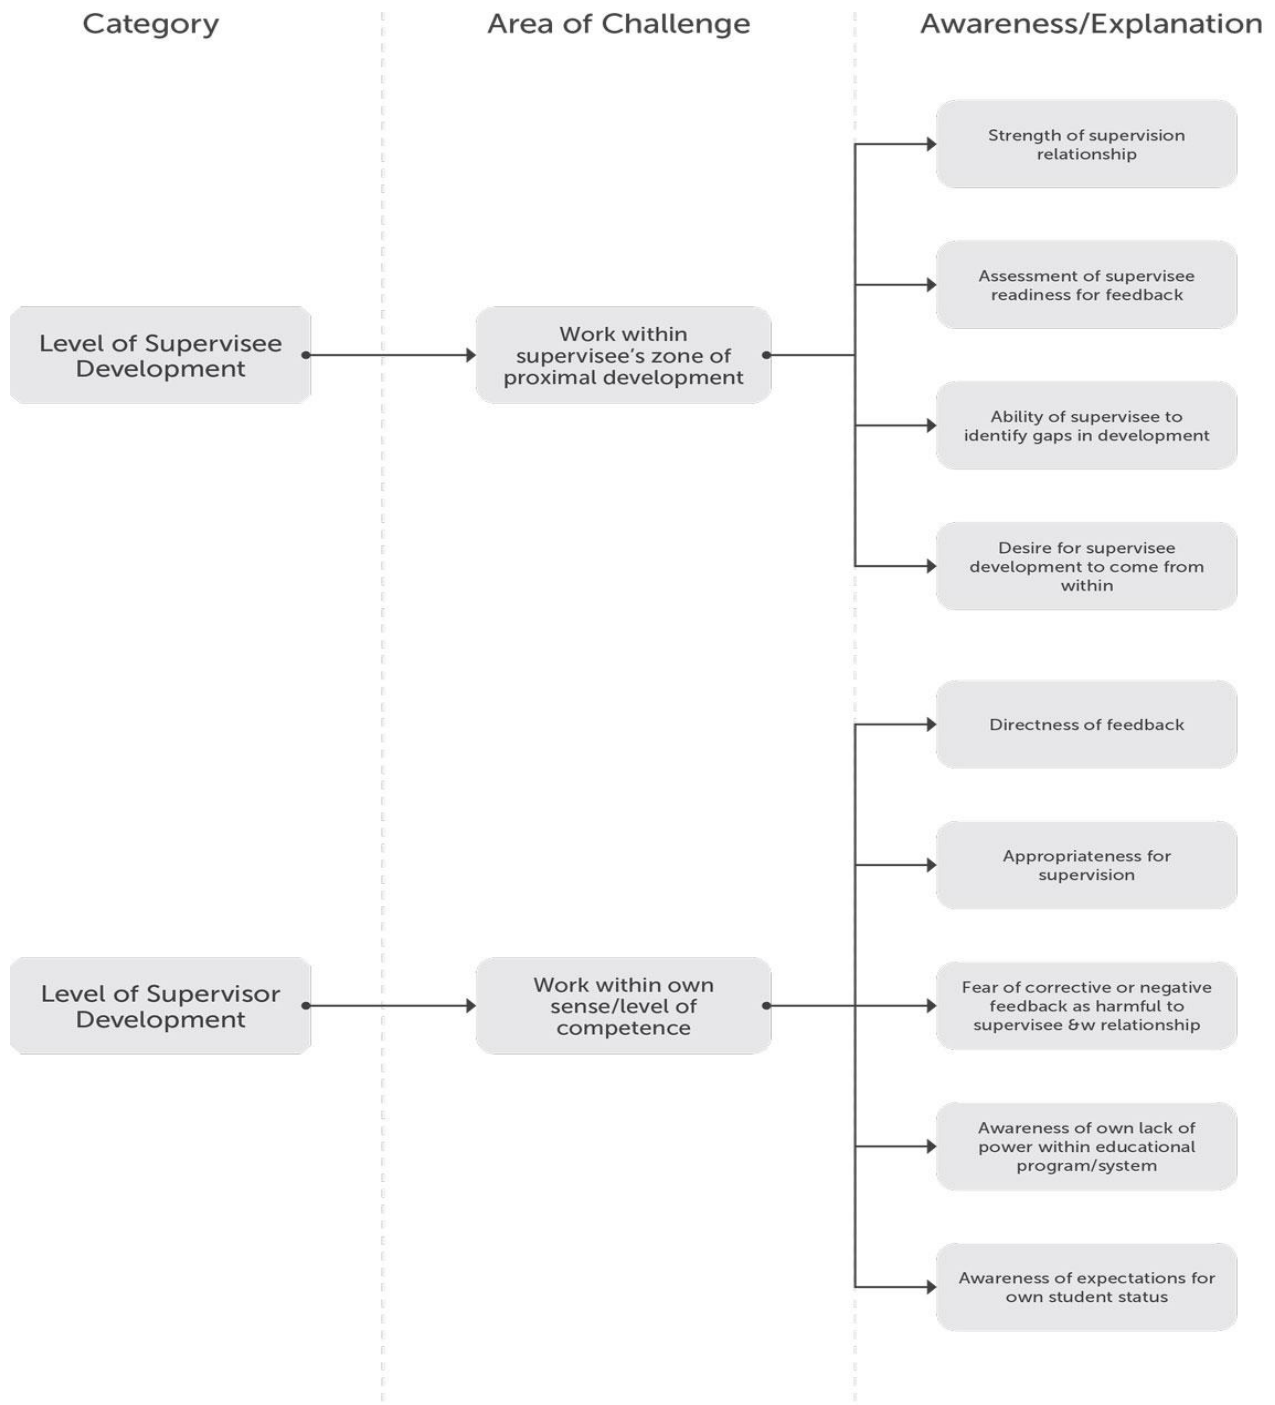 Category
Area of Challenge
Awareness/Explanation
Level of Supervisee
Development
Work within
supervisee's zone of
proximal development
Strength of supervision
relationship
Assessment of supervisee
readiness for feedback
Ability of supervisee to
identify gaps in development
Desire for supervisee
development to come from
within
Level of Supervisor
Development
Work within own
sense/level of
competence
Directness of feedback
Appropriateness for
supervision
Fear of corrective or negative
feedback as harmful to
supervisee &w relationship
Awareness of own lack of
power within educational
program/system
Awareness of expectations for
own student status